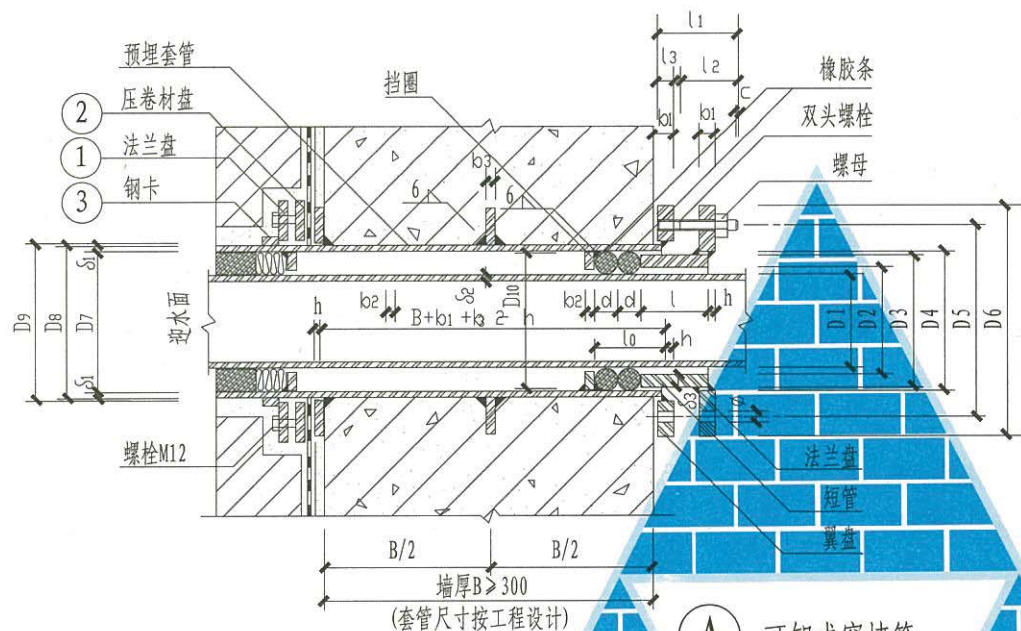 预埋套管
② 压卷材盘
① 法兰盘
③ 钢卡
挡圈
橡胶条
双头螺栓
螺母
l1
l3
l2
n
b1
b1
b3
6
6
δ1
D9
D8
D7
δ1
迎水面
h
b2
δ2
D10
b2
d
d
l
h
B+b1+b3-2h
l0
h
D1
D2
D3
D4
D5
D6
δ3
螺栓M12
法兰盘
短管
翼盘
B/2
B/2
墙厚B≥300
(套管尺寸按工程设计)
A